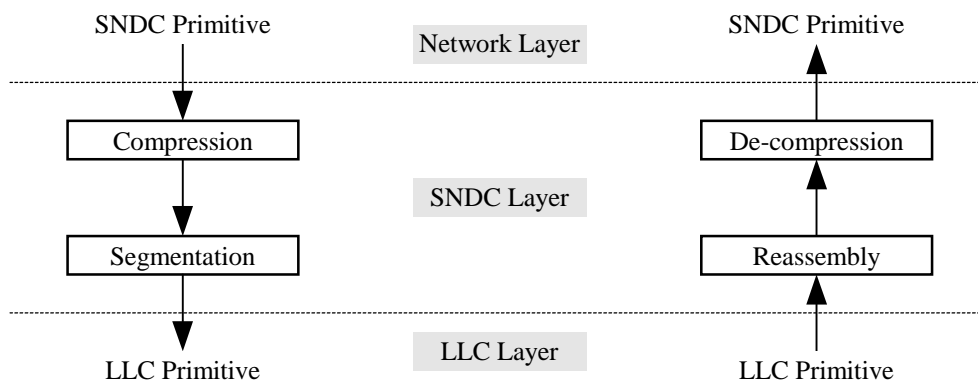 SNDC Primitive
Network Layer
SNDC Primitive
Compression
De-compression
SNDC Layer
Segmentation
Reassembly
LLC Layer
LLC Primitive
LLC Primitive